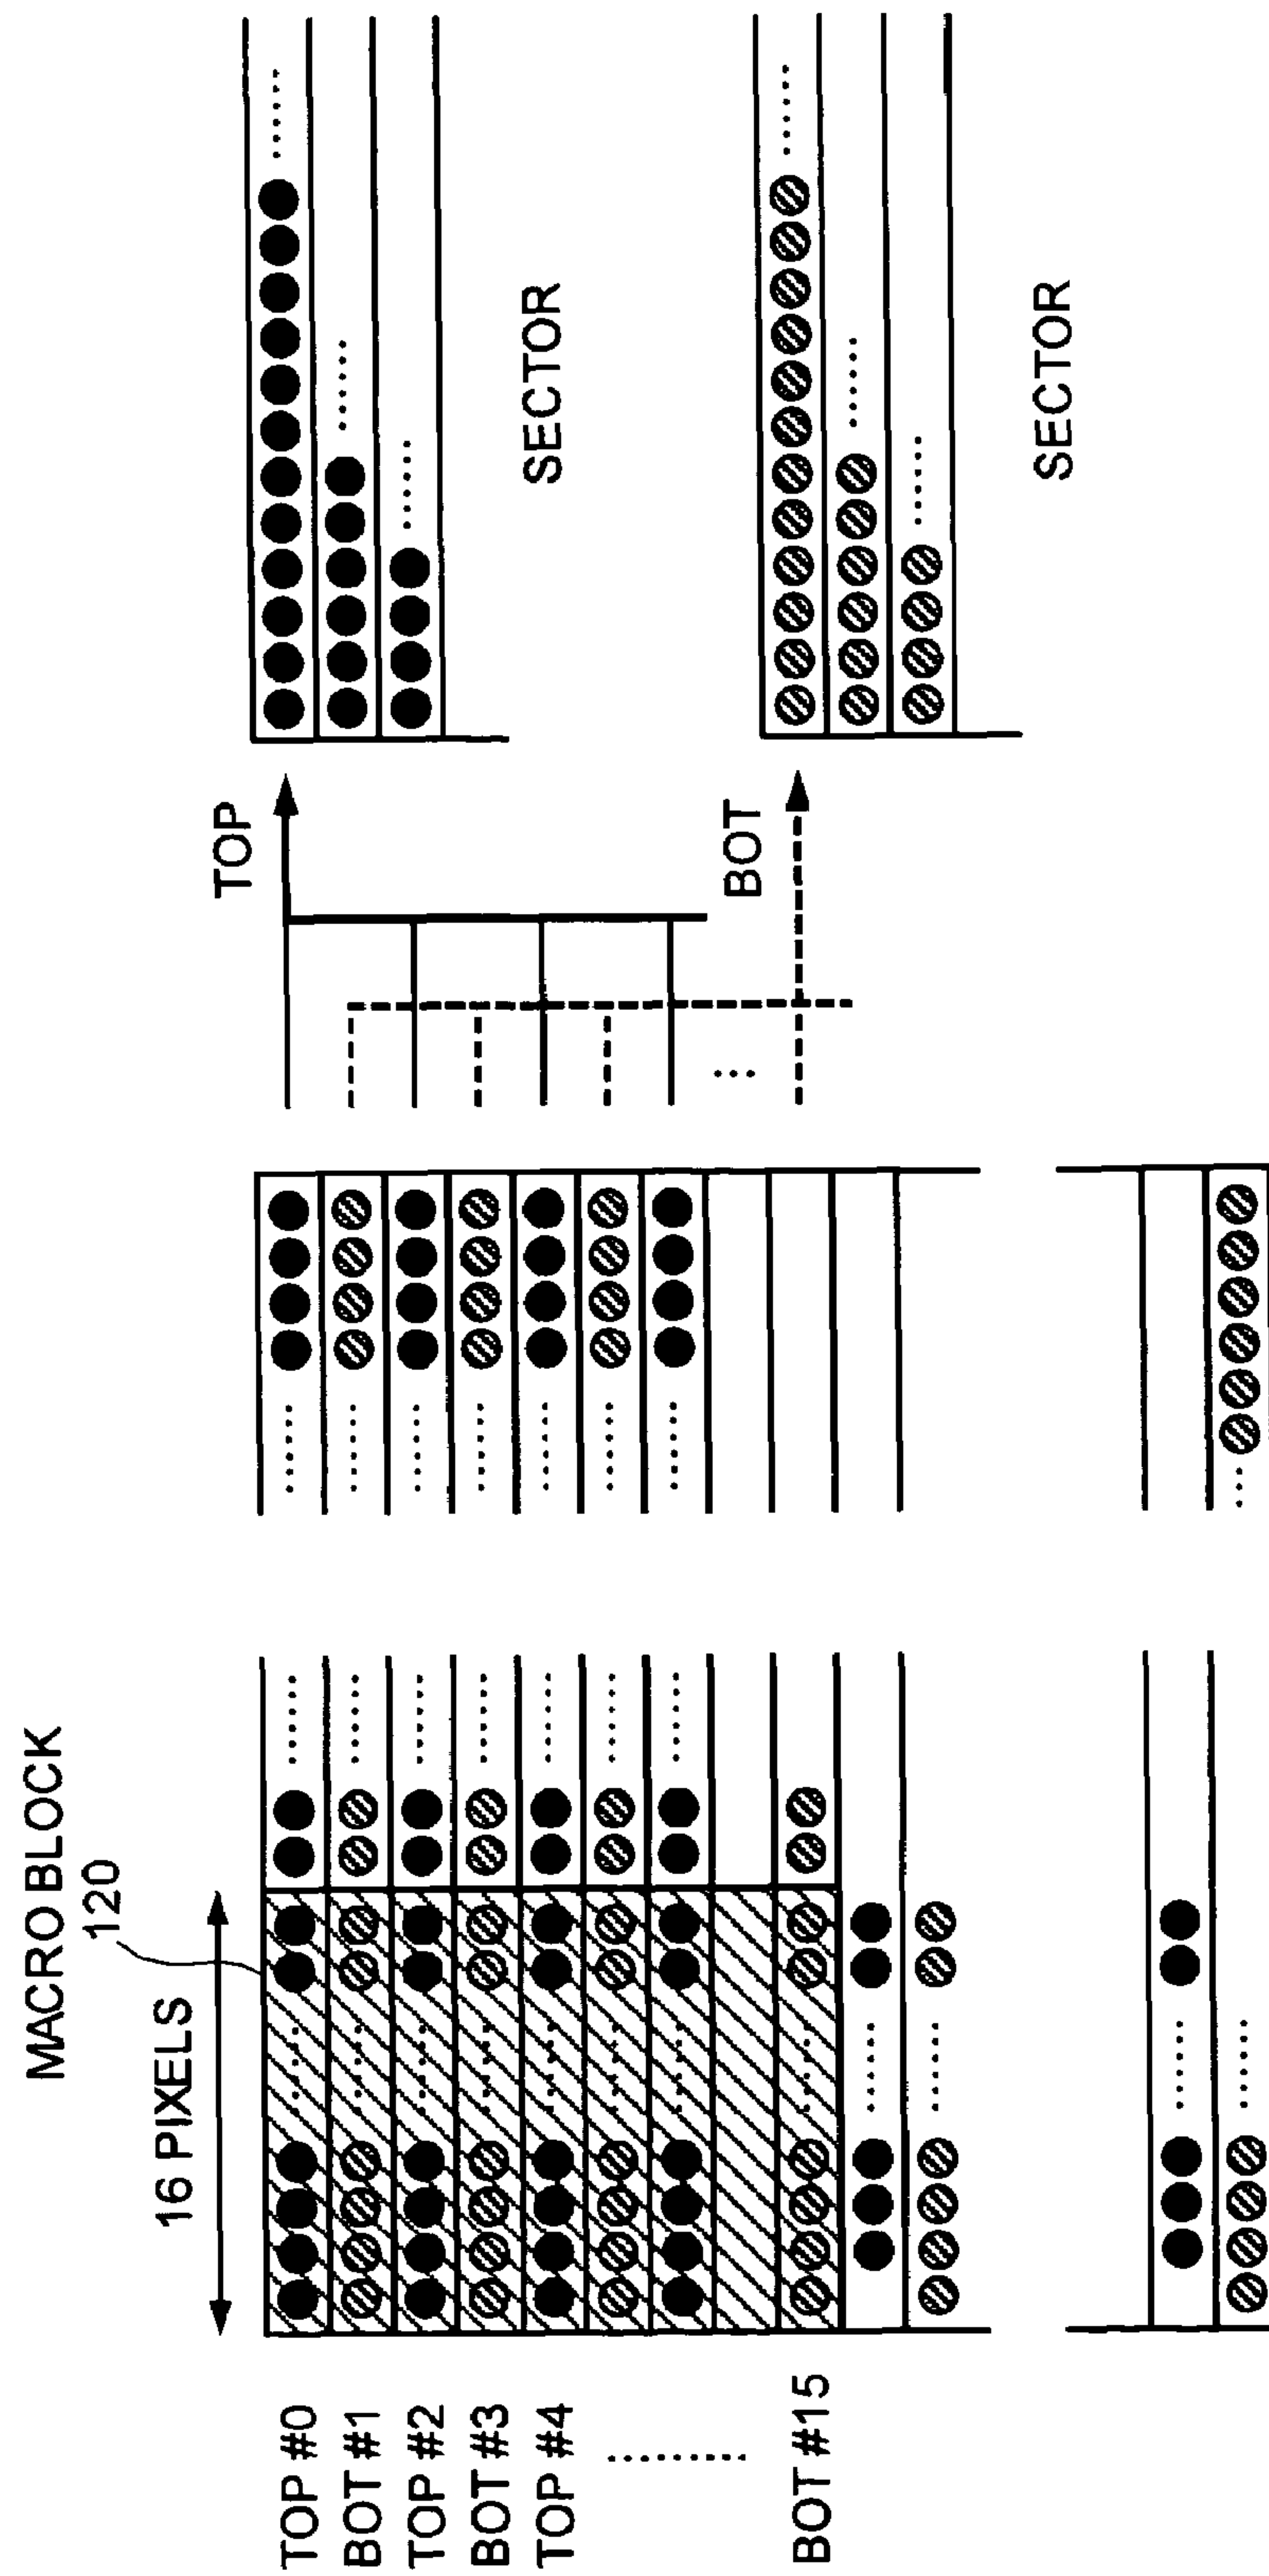 MACRO BLOCK
120
16 PIXELS
TOP #0
BOT #1
TOP #2
BOT #3
TOP #4
BOT #15
TOP
BOT
SECTOR
SECTOR